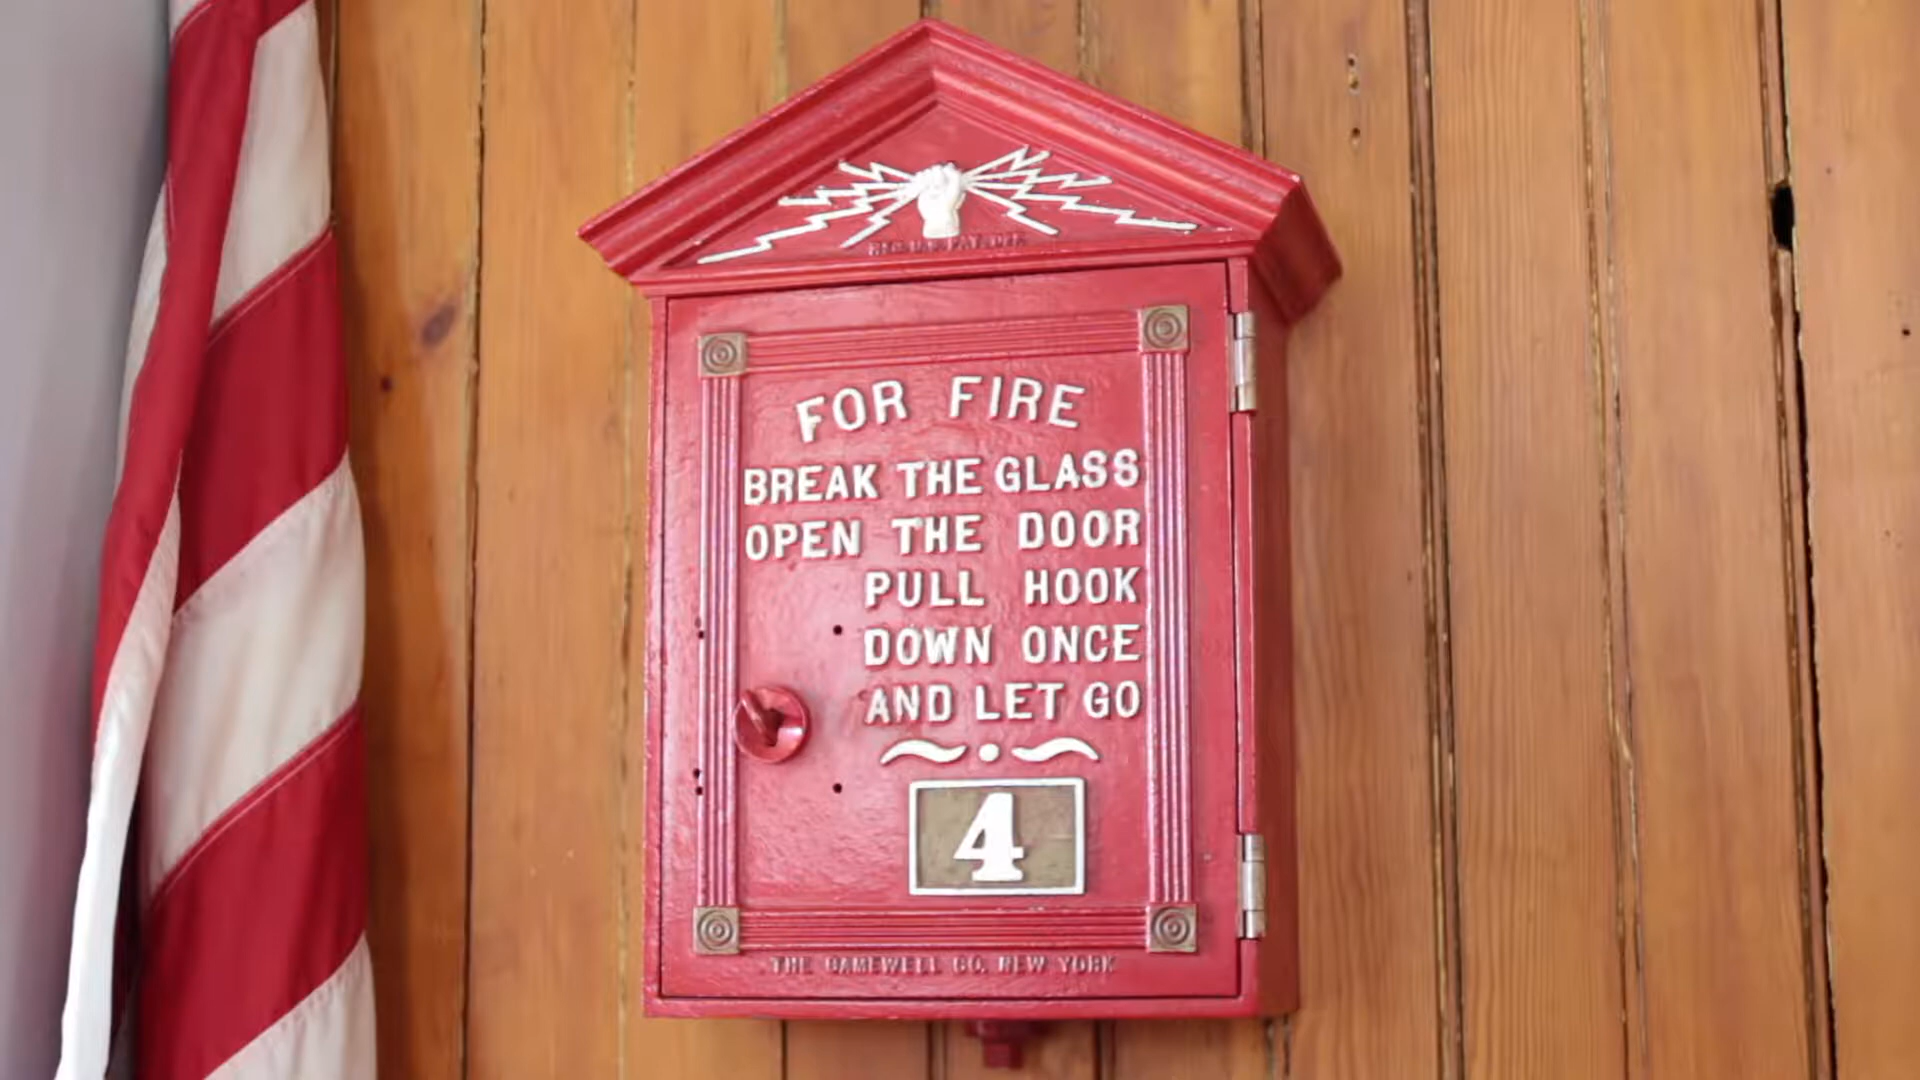 FOR FIRE
BREAK THE GLASS
OPEN THE DOOR
PULL HOOK
DOWN ONCE
AND LET GO
4
THE GAMEWELL CO. NEW YORK